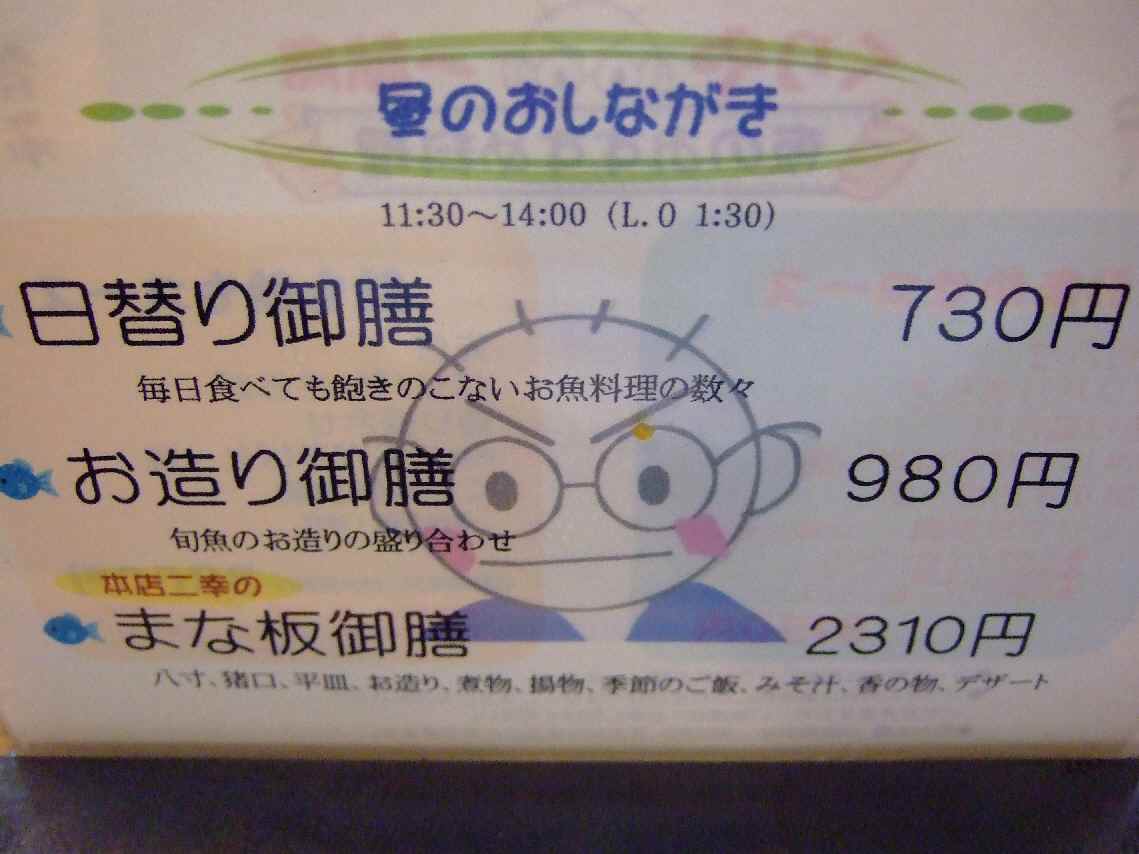 昼のおしながき
11:30～14:00 (L.O 1:30)
日替り御膳 730円
毎日食べても飽きのこないお魚料理の数々
お造り御膳 980円
旬魚のお造りの盛り合わせ
本店二幸の
まな板御膳 2310円
八寸、猪口、平皿、お造り、煮物、揚物、季節のご飯、みそ汁、香の物、デザート